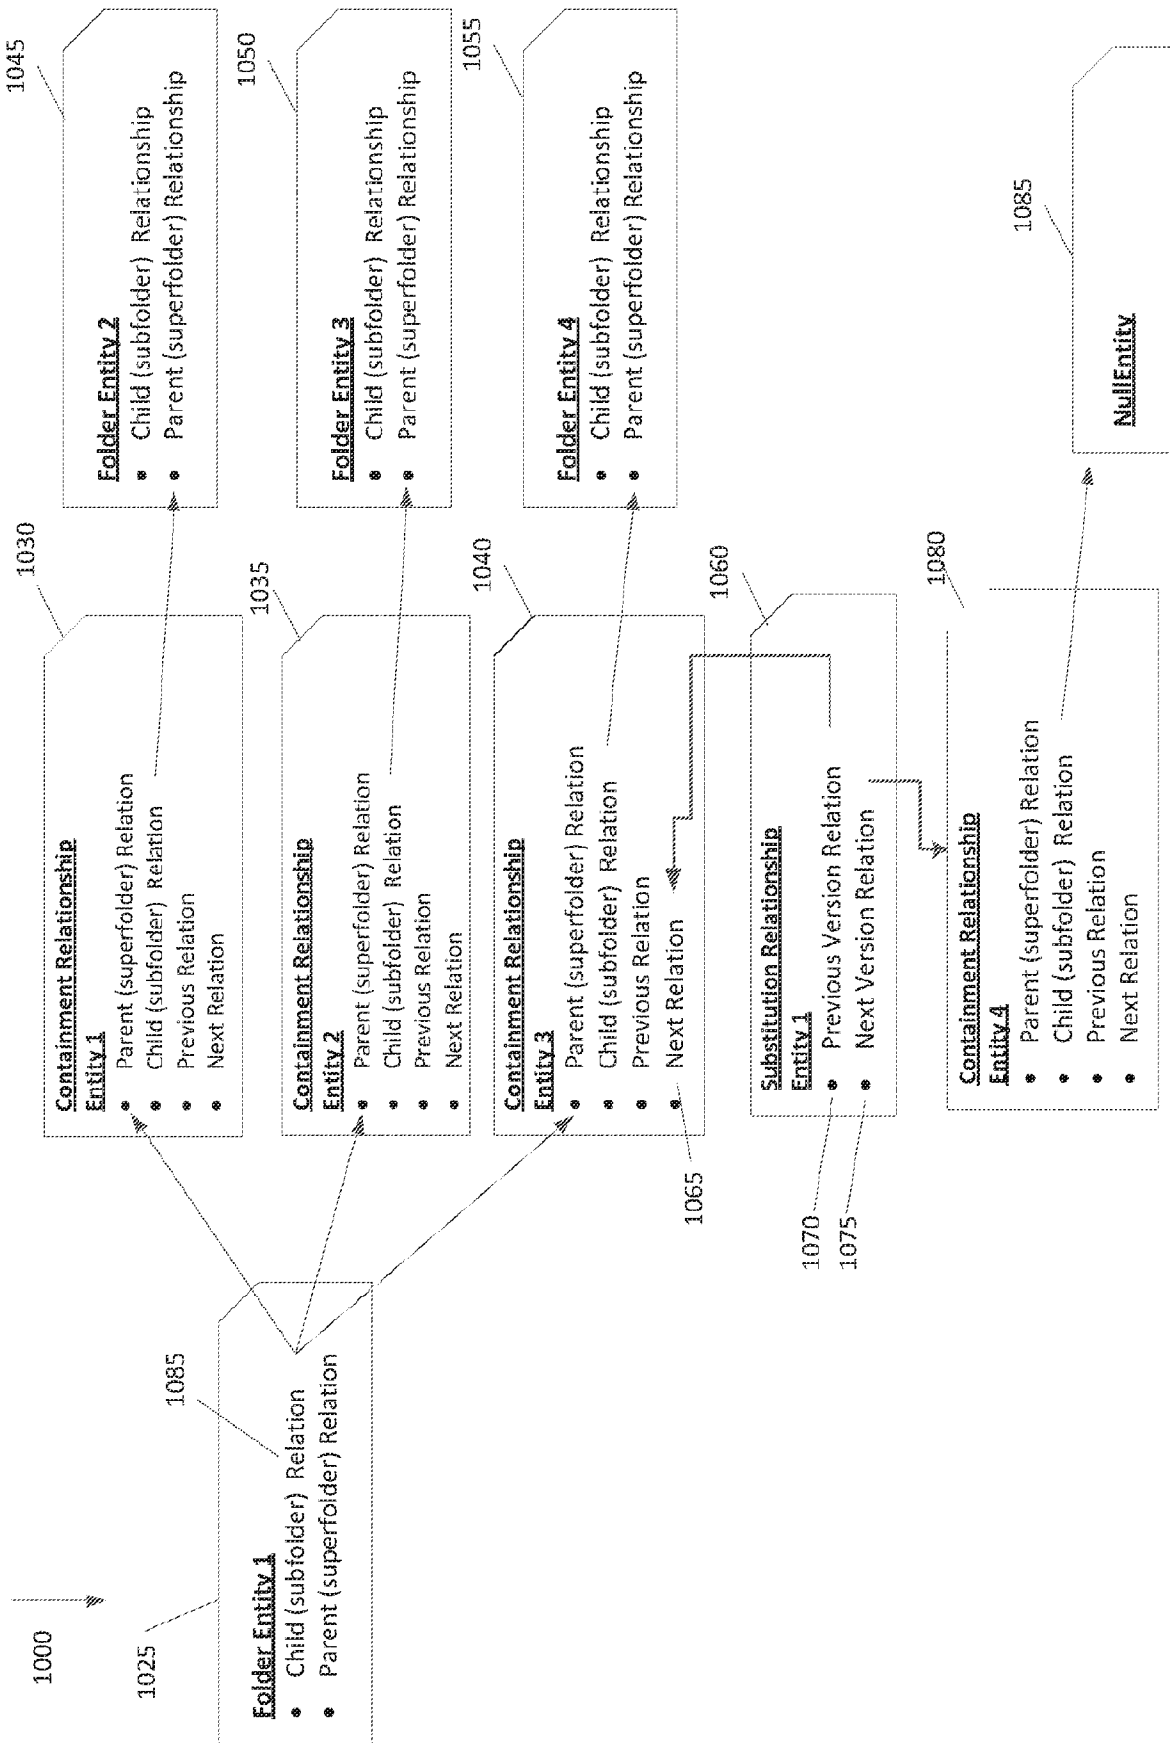 1000
1025
Folder Entity 1
• Child (subfolder) Relation
• Parent (superfolder) Relation
1085
Containment Relationship
Entity 1
• Parent (superfolder) Relation
• Child (subfolder) Relation
• Previous Relation
• Next Relation
1030
Containment Relationship
Entity 2
• Parent (superfolder) Relation
• Child (subfolder) Relation
• Previous Relation
• Next Relation
1035
Containment Relationship
Entity 3
• Parent (superfolder) Relation
• Child (subfolder) Relation
• Previous Relation
• Next Relation
1040
1065
Substitution Relationship
Entity 1
• Previous Version Relation
• Next Version Relation
1060
1070
1075
Containment Relationship
Entity 4
• Parent (superfolder) Relation
• Child (subfolder) Relation
• Previous Relation
• Next Relation
1080
Folder Entity 2
• Child (subfolder) Relationship
• Parent (superfolder) Relationship
1045
Folder Entity 3
• Child (subfolder) Relationship
• Parent (superfolder) Relationship
1050
Folder Entity 4
• Child (subfolder) Relationship
• Parent (superfolder) Relationship
1055
NullEntity
1085